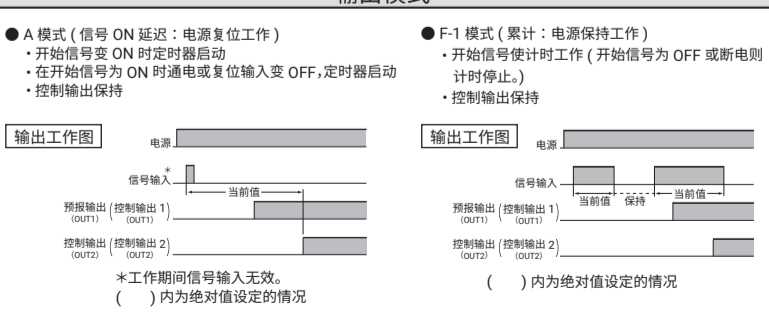 输出模式
● A 模式 ( 信号 ON 延迟：电源复位工作 )
・开始信号变 ON 时定时器启动
・在开始信号为 ON 时通电或复位输入变 OFF，定时器启动
・控制输出保持
输出工作图
电源
＊
信号输入
当前值
预报输出 (控制输出 1)
(OUT1) (OUT1)
控制输出 (控制输出 2)
(OUT2) (OUT2)
＊工作期间信号输入无效。
( ) 内为绝对值设定的情况
● F-1 模式 ( 累计：电源保持工作 )
・开始信号使计时工作 ( 开始信号为 OFF 或断电则
计时停止。)
・控制输出保持
输出工作图
电源
信号输入
当前值 保持 当前值
预报输出 (控制输出 1)
(OUT1) (OUT1)
控制输出 (控制输出 2)
(OUT2) (OUT2)
( ) 内为绝对值设定的情况